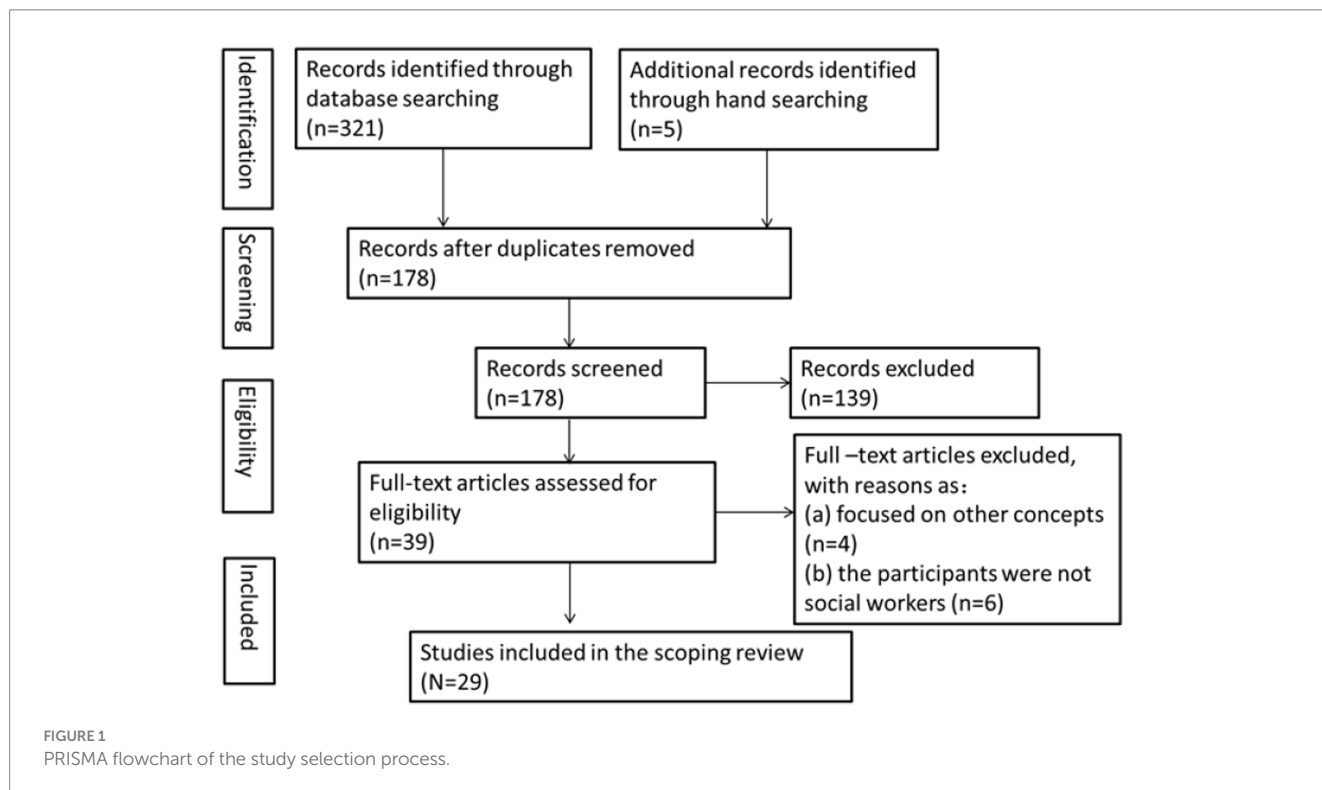 Identification
Records identified through
database searching
(n=321)
Additional records identified
through hand searching
(n=5)
Screening
Records after duplicates removed
(n=178)
Records screened
(n=178)
Records excluded
(n=139)
Eligibility
Full-text articles assessed for
eligibility
(n=39)
Full –text articles excluded,
with reasons as：
(a) focused on other concepts
(n=4)
(b) the participants were not
social workers (n=6)
Included
Studies included in the scoping review
(N=29)
FIGURE 1
PRISMA flowchart of the study selection process.